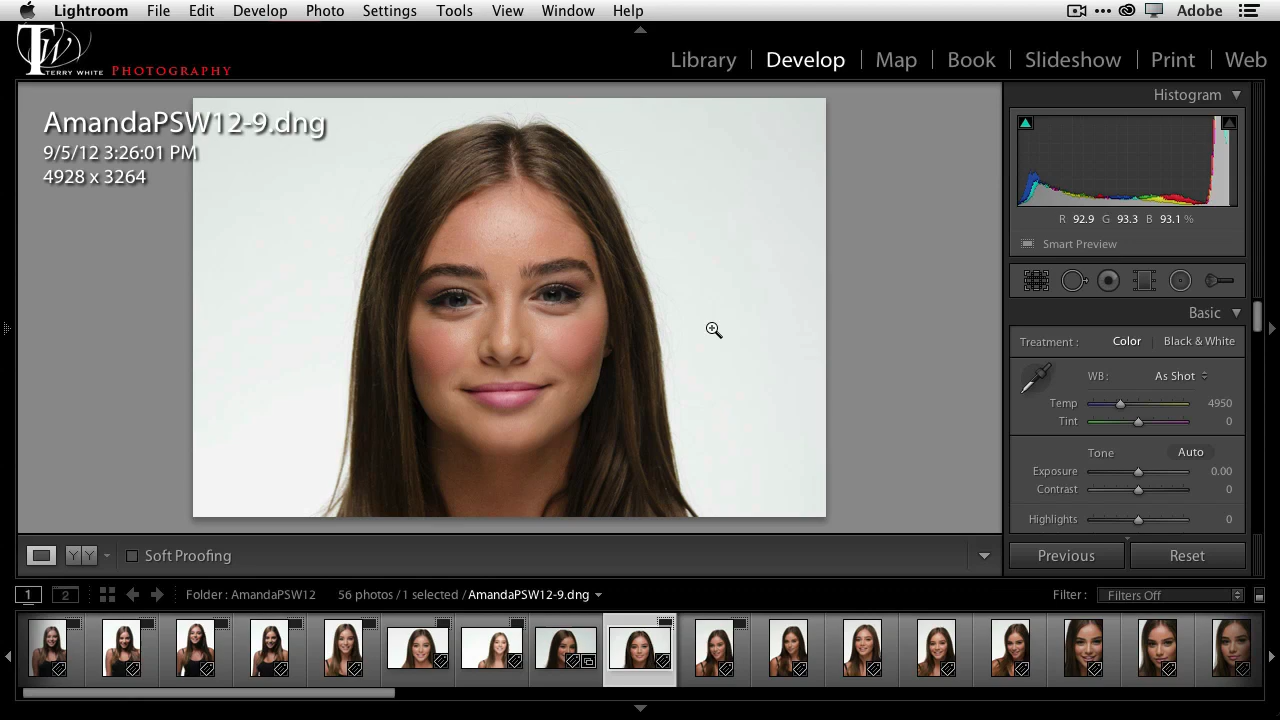 Lightroom File Edit Develop Photo Settings Tools View Window Help Adobe
TW TERRY WHITE PHOTOGRAPHY
Library Develop Map Book Slideshow Print Web
AmandaPSW12-9.dng
9/5/12 3:26:01 PM
4928 x 3264
Histogram
R 92.9 G 93.3 B 93.1 %
Smart Preview
Basic
Treatment : Color Black & White
WB: As Shot
Temp 4950
Tint 0
Tone Auto
Exposure 0.00
Contrast 0
Highlights 0
Y Y Soft Proofing
Previous Reset
1 2 Folder : AmandaPSW12 56 photos / 1 selected / AmandaPSW12-9.dng Filter : Filters Off